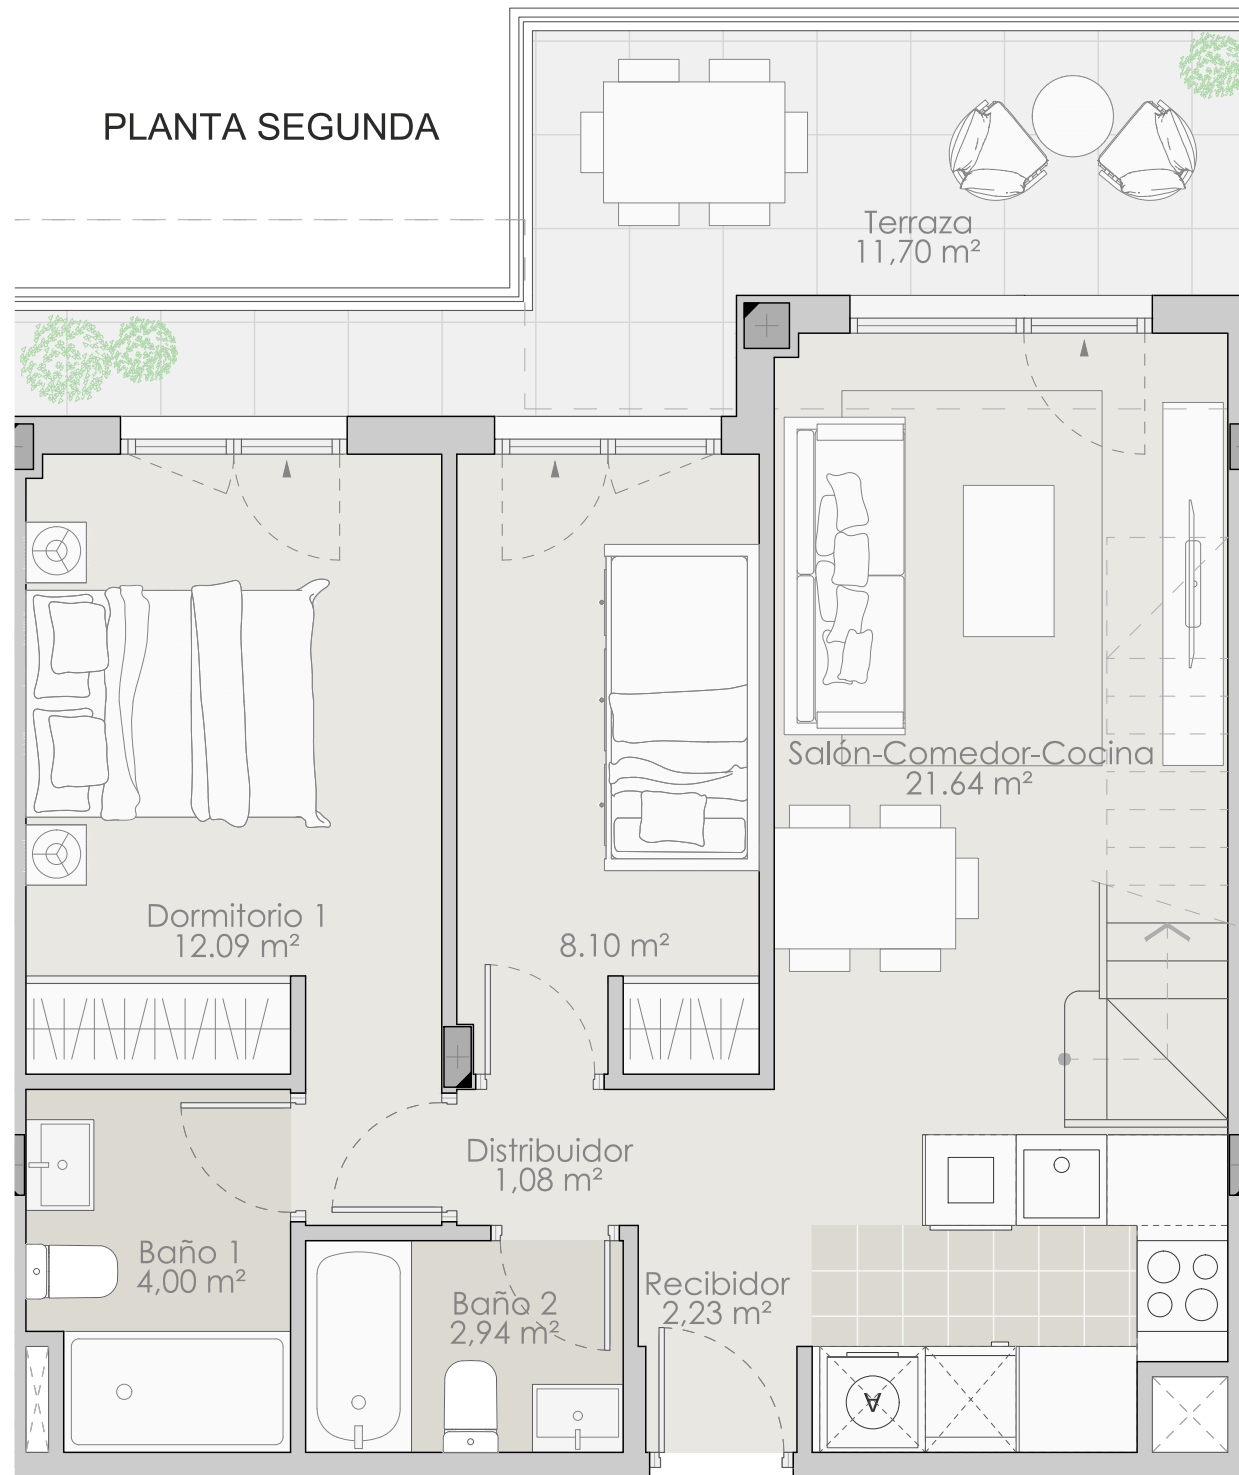 PLANTA SEGUNDA
Terraza
11,70 m²
Salón-Comedor-Cocina
21.64 m²
Dormitorio 1
12.09 m²
8.10 m²
Distribuidor
1,08 m²
Baño 1
4,00 m²
Baño 2
2,94 m²
Recibidor
2,23 m²
A